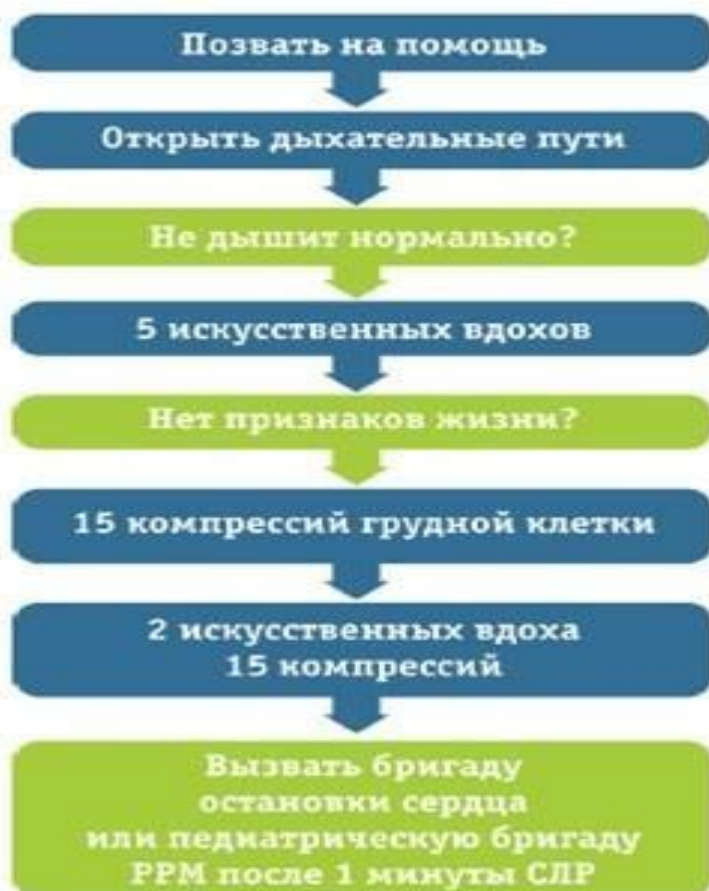 Позвать на помощь
Открыть дыхательные пути
Не дышит нормально?
5 искусственных вдохов
Нет признаков жизни?
15 компрессий грудной клетки
2 искусственных вдоха
15 компрессий
Вызвать бригаду
остановки сердца
или педиатрическую бригаду
РРМ после 1 минуты СЛР